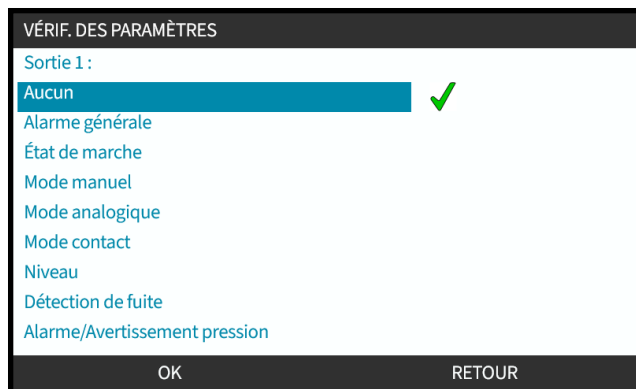 VÉRIF. DES PARAMÈTRES
Sortie 1 :
Aucun
Alarme générale
État de marche
Mode manuel
Mode analogique
Mode contact
Niveau
Détection de fuite
Alarme/Avertissement pression
OK RETOUR